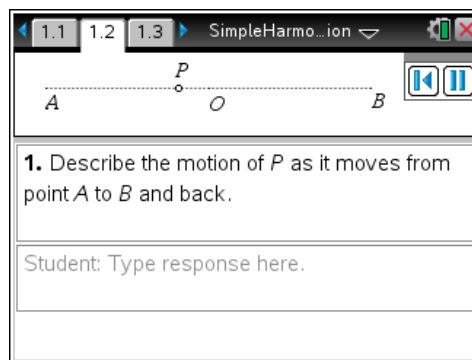 1.1 1.2 1.3 SimpleHarmo...ion
P
A O B
1. Describe the motion of P as it moves from
point A to B and back.
Student: Type response here.